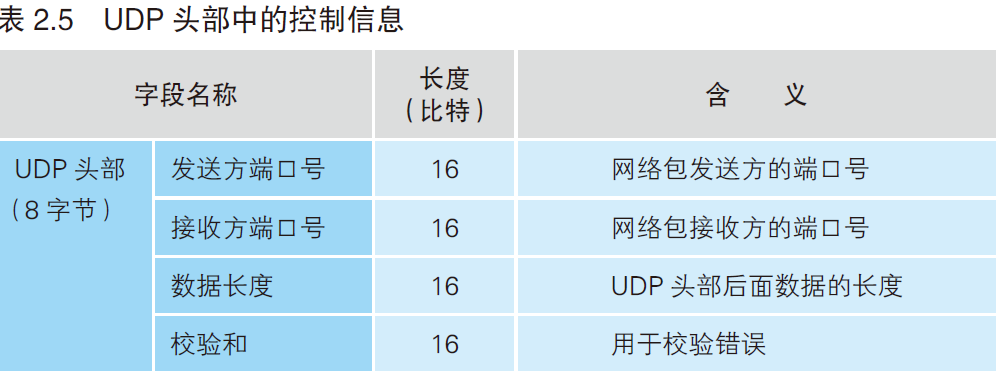 表 2.5 UDP 头部中的控制信息
字段名称 长度（比特） 含 义
UDP 头部（8 字节） 发送方端口号 16 网络包发送方的端口号
接收方端口号 16 网络包接收方的端口号
数据长度 16 UDP 头部后面数据的长度
校验和 16 用于校验错误